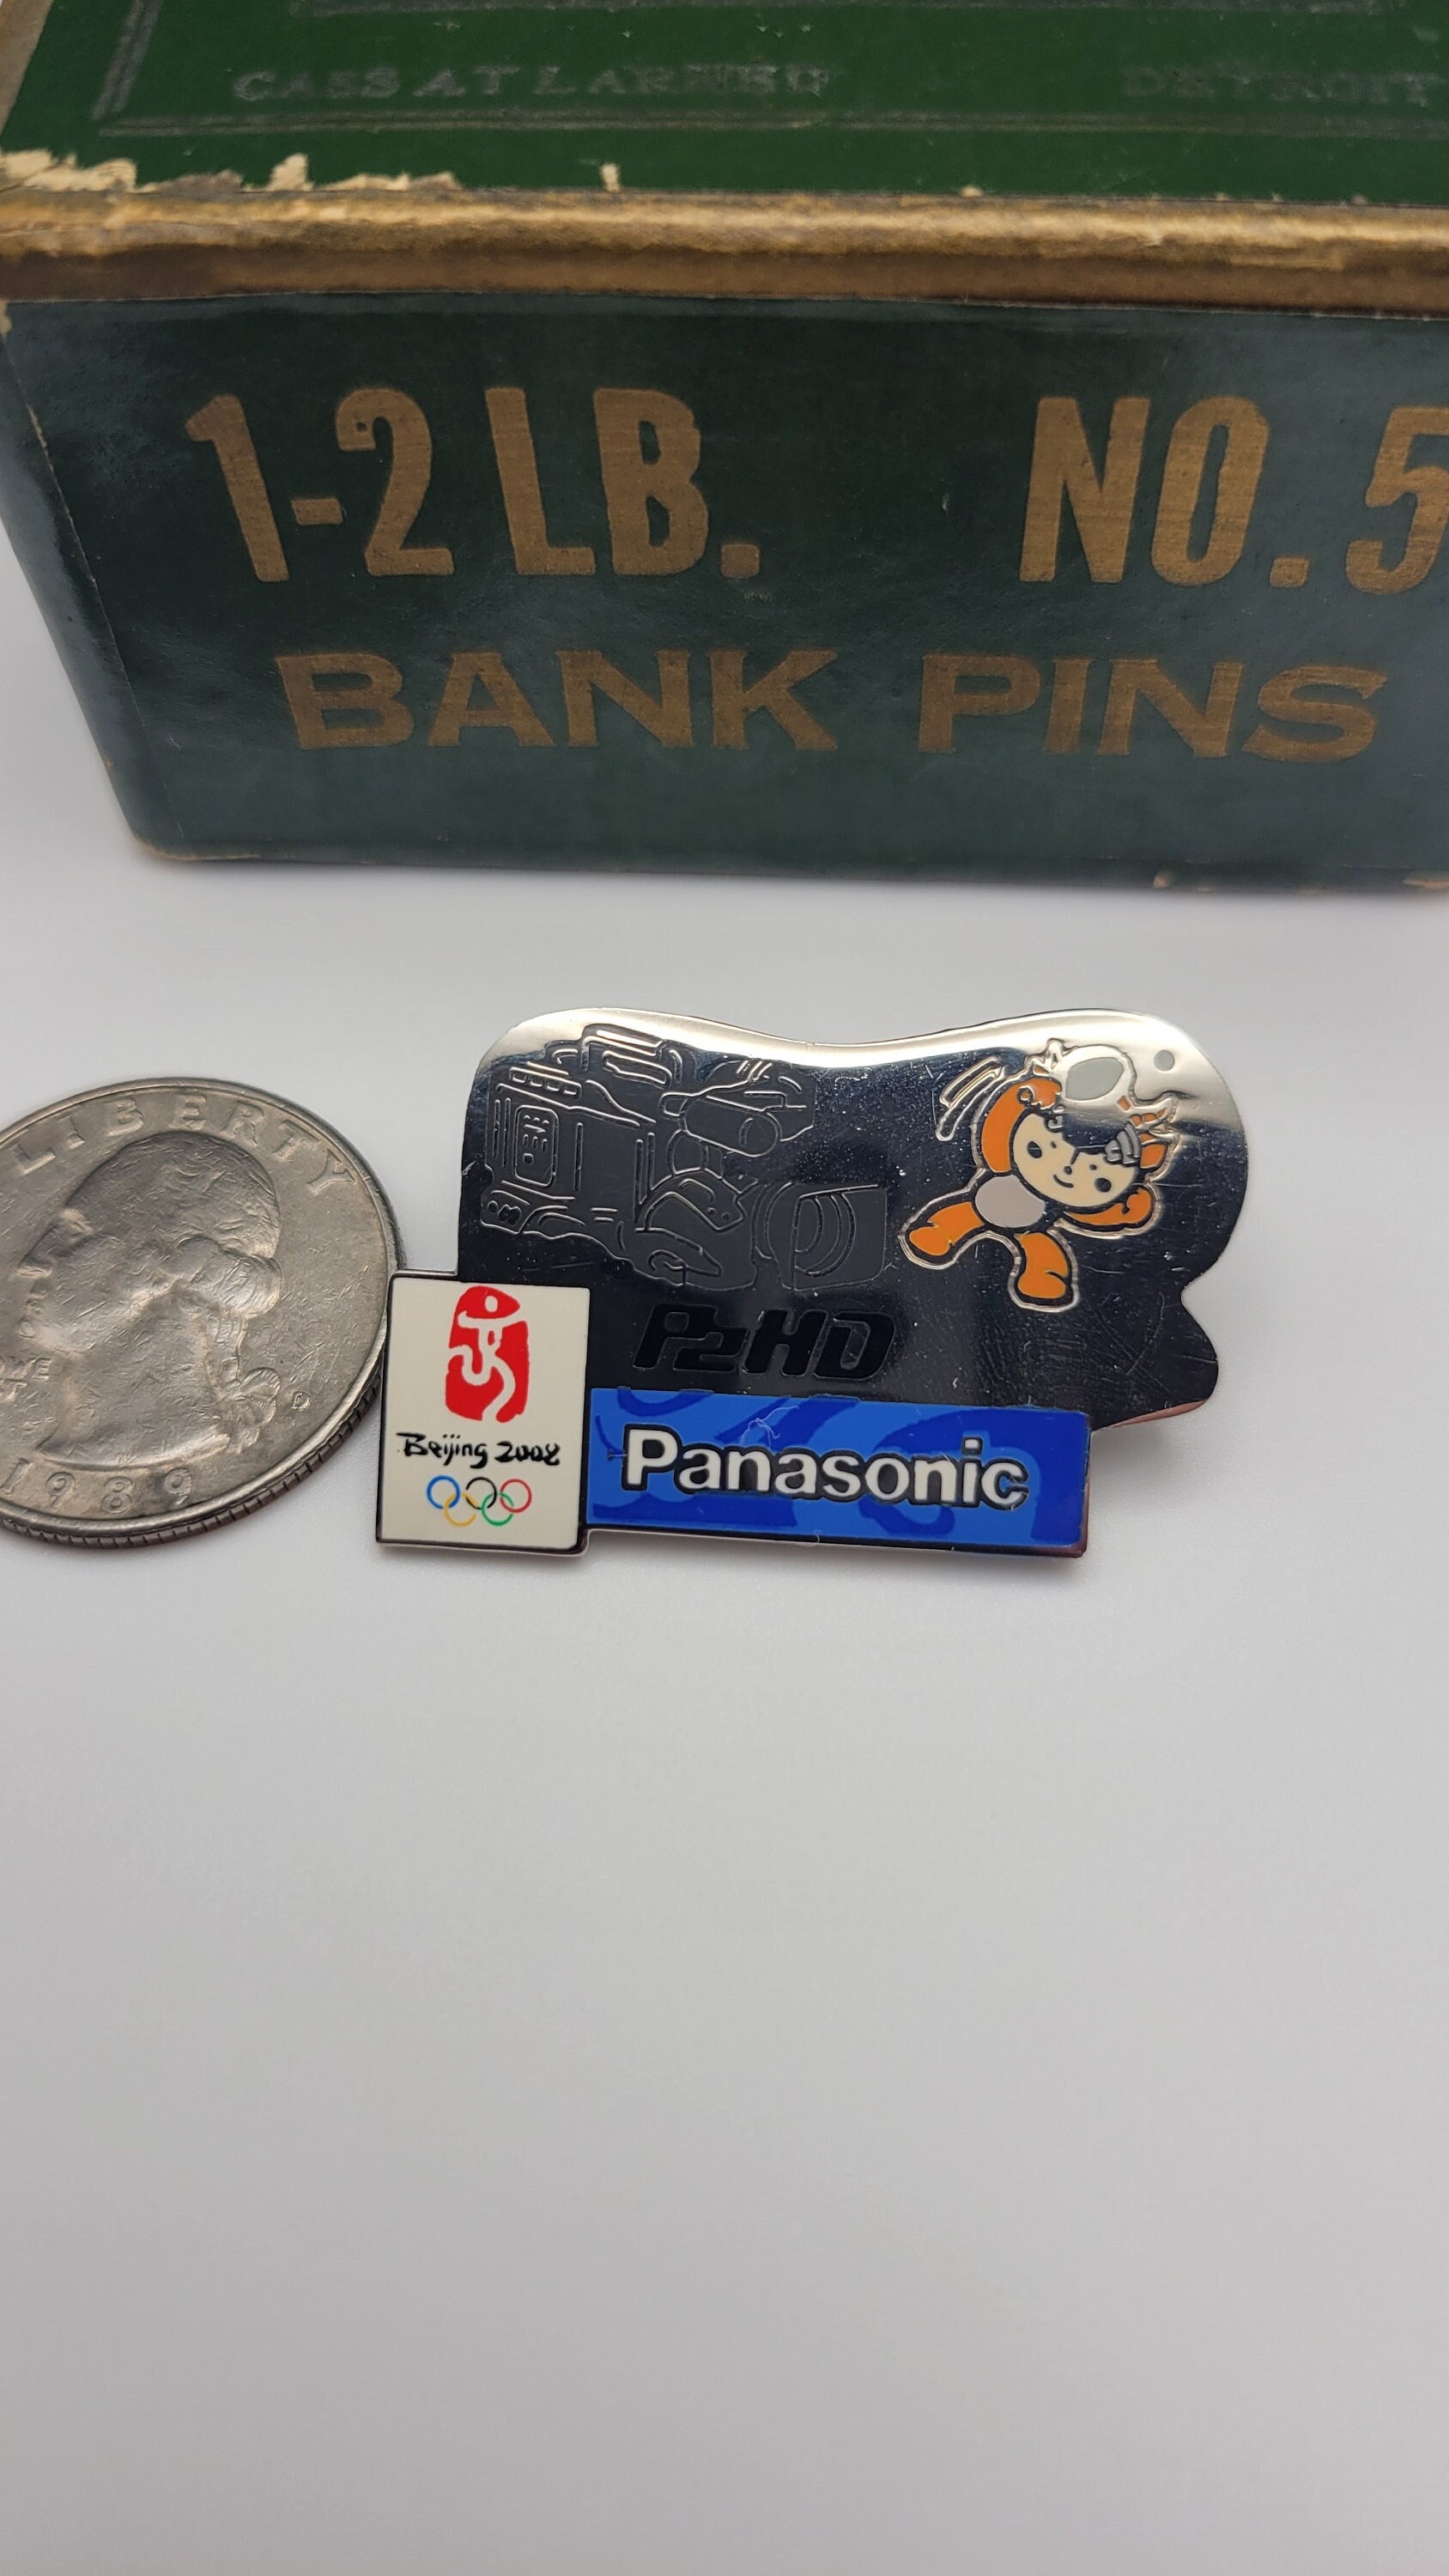 CASS AT LARNED DETROIT
1-2 LB. NO. 5
BANK PINS
LIBERTY
D
1989
P2HD
Beijing 2008
Panasonic